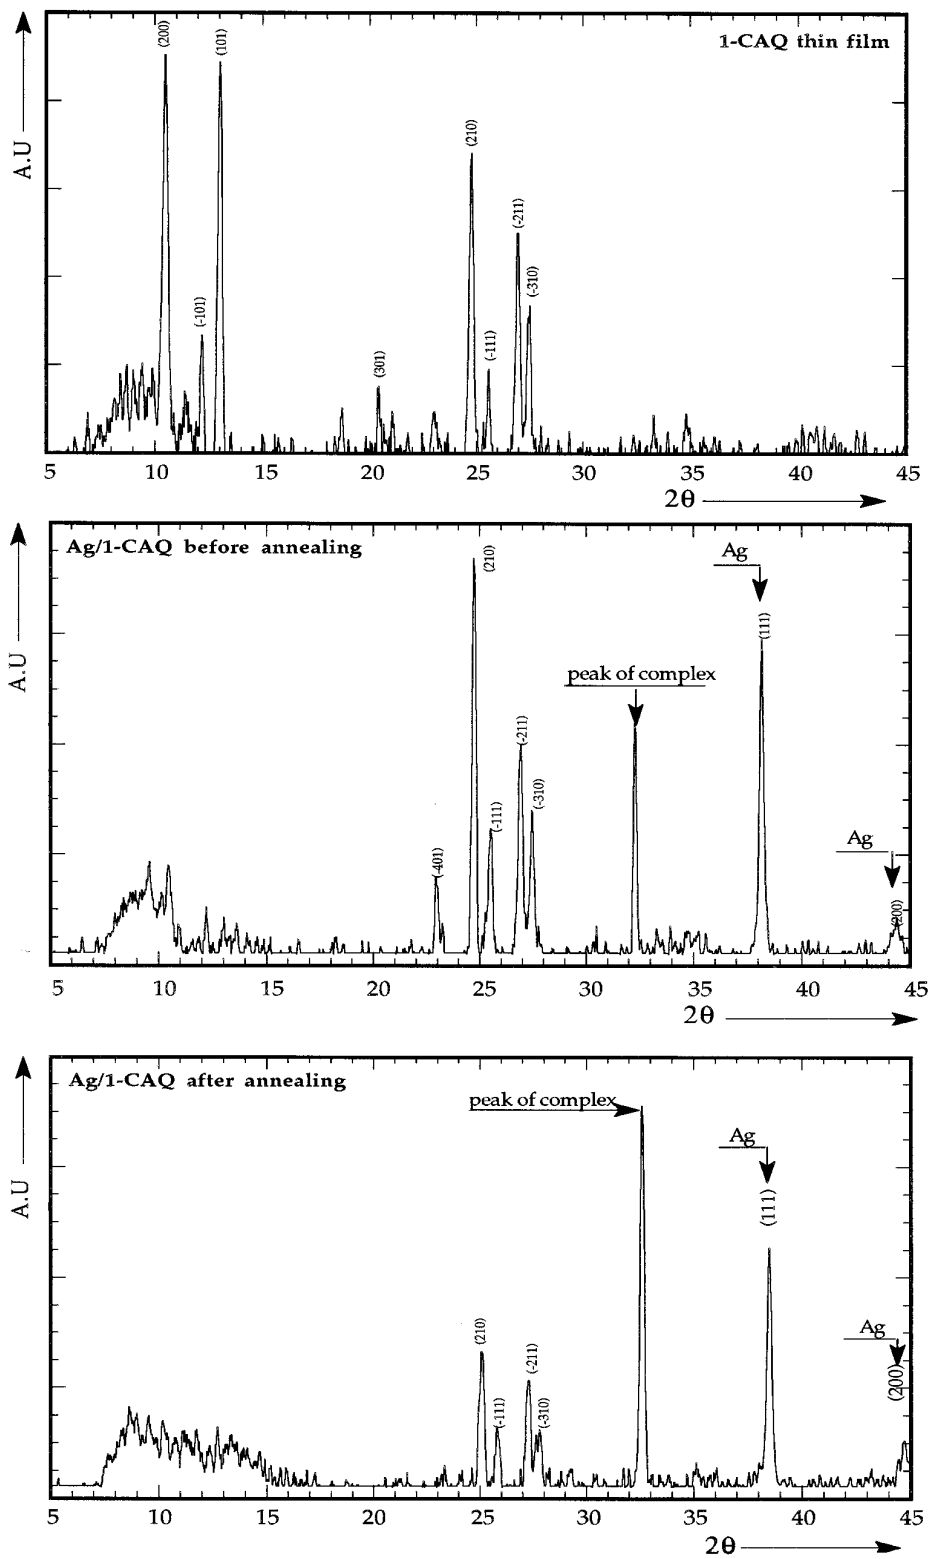 1-CAQ thin film
A.U
(200)
(-101)
(101)
(301)
(210)
(-111)
(-211)
(-310)
5 10 15 20 25 30 35 40 45
2θ
Ag/1-CAQ before annealing
A.U
(-401)
(210)
(-111)
(-211)
(-310)
peak of complex
Ag
(111)
Ag
(200)
5 10 15 20 25 30 35 40 45
2θ
Ag/1-CAQ after annealing
A.U
(210)
(-111)
(-211)
(-310)
peak of complex
Ag
(111)
Ag
(200)
5 10 15 20 25 30 35 40 45
2θ